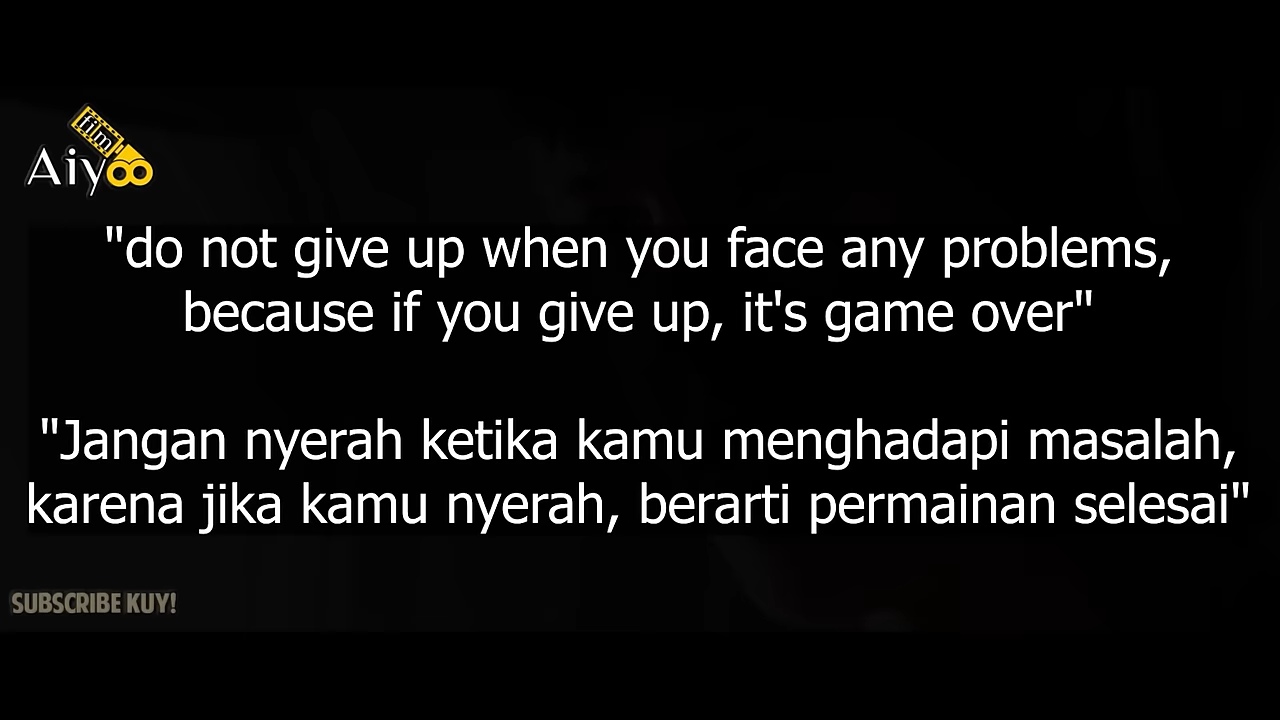 film
Aiyoo
"do not give up when you face any problems,
because if you give up, it's game over"
"Jangan nyerah ketika kamu menghadapi masalah,
karena jika kamu nyerah, berarti permainan selesai"
SUBSCRIBE KUY!